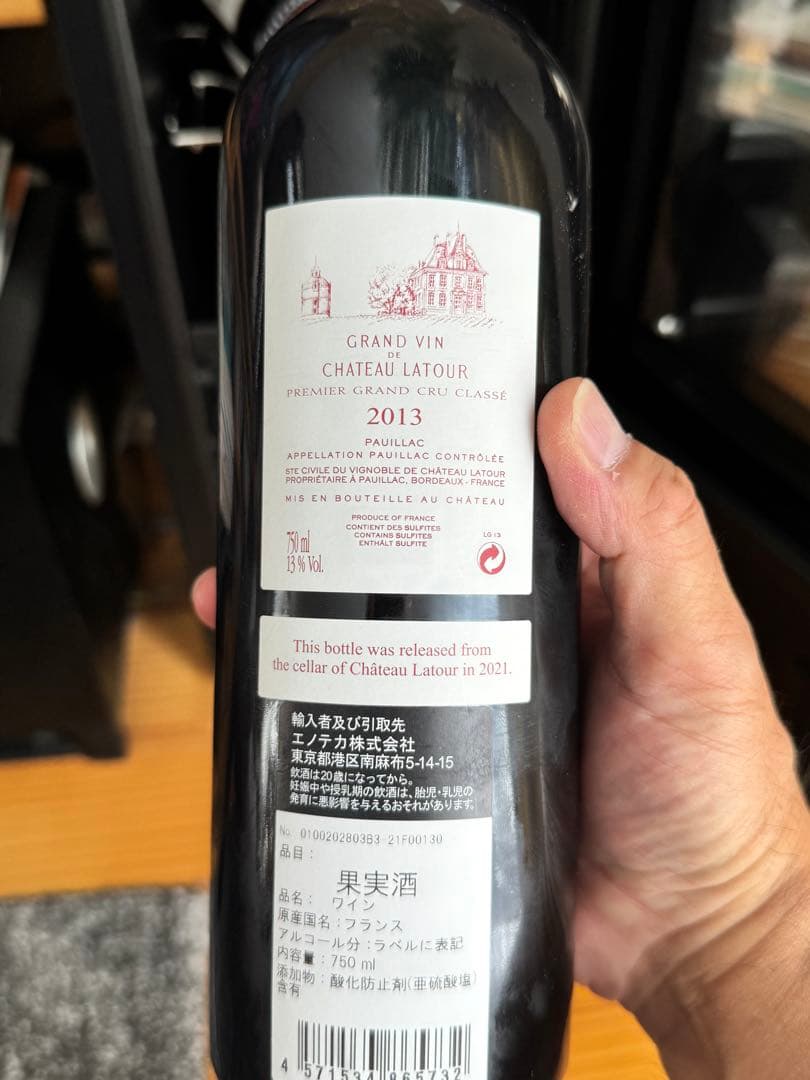 GRAND VIN
DE
CHATEAU LATOUR
PREMIER GRAND CRU CLASSÉ
2013
PAUILLAC
APPELLATION PAUILLAC CONTRÔLÉE
STE CIVILE DU VIGNOBLE DE CHÂTEAU LATOUR
PROPRIÉTAIRE À PAUILLAC, BORDEAUX - FRANCE
MIS EN BOUTEILLE AU CHÂTEAU
PRODUCE OF FRANCE
CONTIENT DES SULFITES
CONTAINS SULFITES
ENTHÄLT SULFITE
750 ml
13 % Vol.
LG 13
This bottle was released from
the cellar of Château Latour in 2021.
輸入者及び引取先
エノテカ株式会社
東京都港区南麻布5-14-15
飲酒は20歳になってから。
妊娠中や授乳期の飲酒は、胎児・乳児の
発育に悪影響を与えるおそれがあります。
No. 0100202803B3 21F00130
品目：
果実酒
品名： ワイン
原産国名：フランス
アルコール分：ラベルに表記
内容量：750 ml
添加物：酸化防止剤(亜硫酸塩)
含有
4 571534 865732